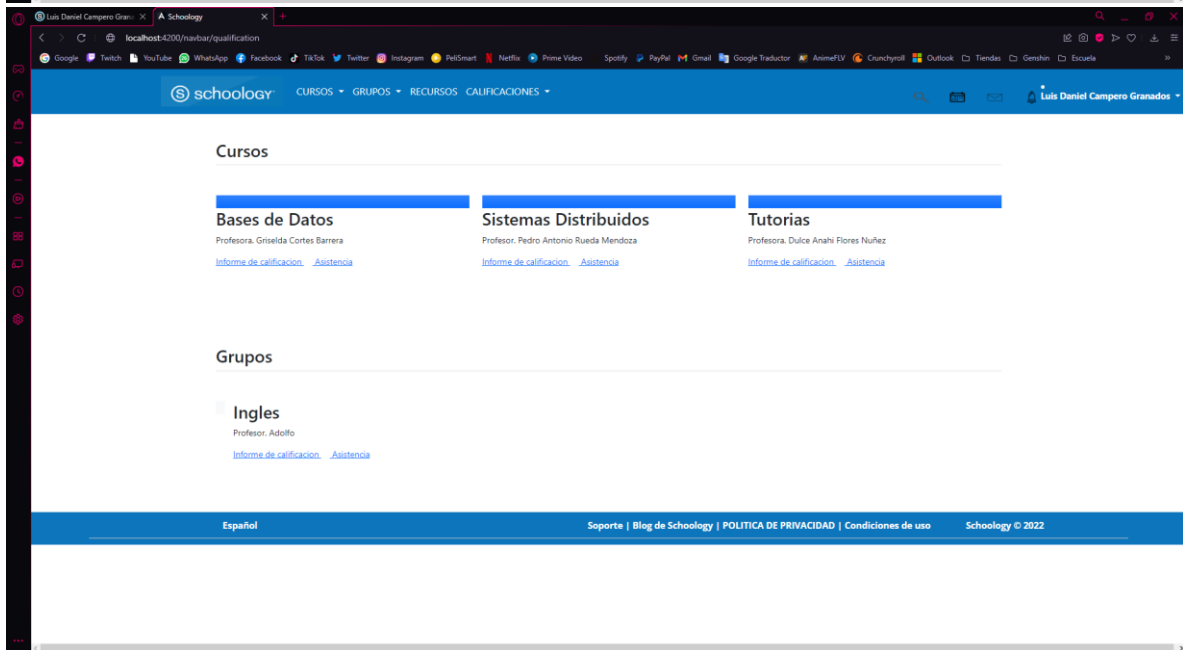 Luis Daniel Campero Gran
Schoology
localhost:4200/navbar/qualification
Google Twitch YouTube WhatsApp Facebook TikTok Twitter Instagram PeliSmart Netflix Prime Video Spotify PayPal Gmail Google Traductor AnimeFLV Crunchyroll Outlook Tiendas Genshin Escuela
schoology CURSOS GRUPOS RECURSOS CALIFICACIONES Luis Daniel Campero Granados
Cursos
Bases de Datos
Profesora. Griselda Cortes Barrera
Informe de calificacion Asistencia
Sistemas Distribuidos
Profesor. Pedro Antonio Rueda Mendoza
Informe de calificacion Asistencia
Tutorias
Profesora. Dulce Anahi Flores Nuñez
Informe de calificacion Asistencia
Grupos
Ingles
Profesor. Adolfo
Informe de calificacion Asistencia
Español Soporte | Blog de Schoology | POLITICA DE PRIVACIDAD | Condiciones de uso Schoology © 2022